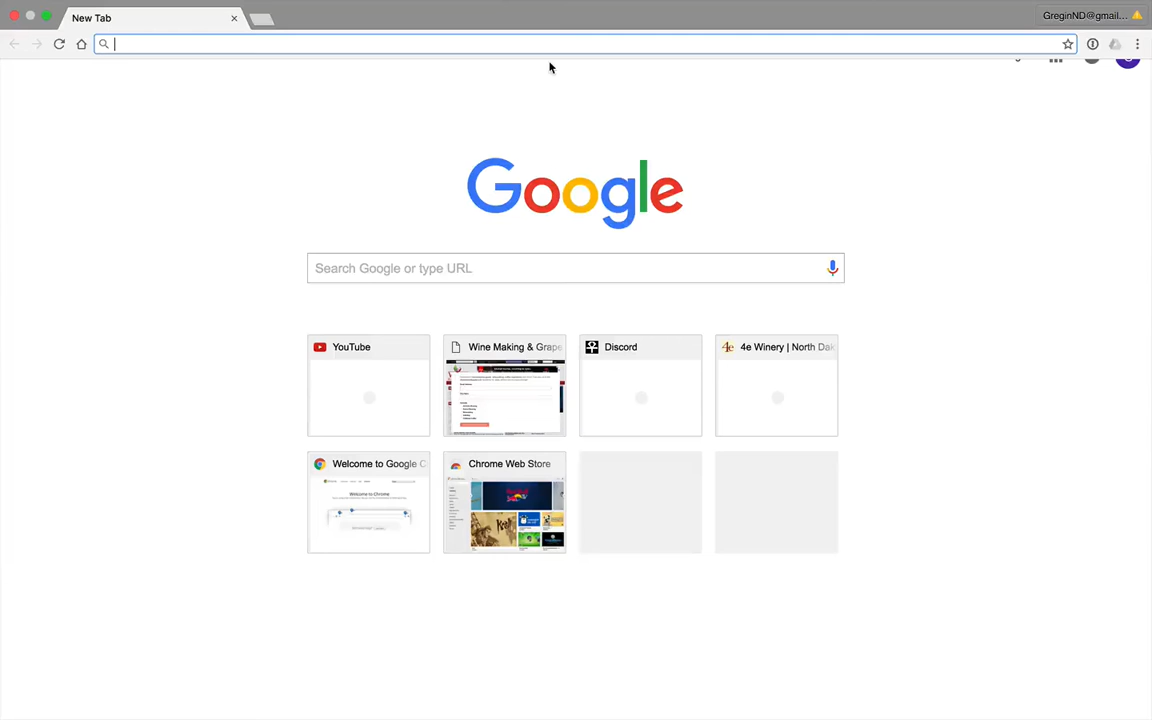 New Tab
GreginND@gmail...
Google
Search Google or type URL
YouTube
Wine Making & Grape
Discord
4e Winery | North Dak
Welcome to Google C
Chrome Web Store
Welcome to Chrome